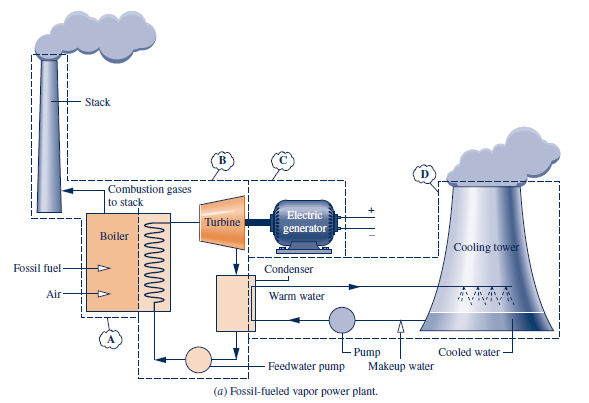 Stack
B
C
D
Combustion gases
to stack
Turbine
Electric
generator
+
–
Boiler
Cooling tower
Fossil fuel
Condenser
Air
Warm water
A
Pump
Cooled water
Feedwater pump
Makeup water
(a) Fossil-fueled vapor power plant.